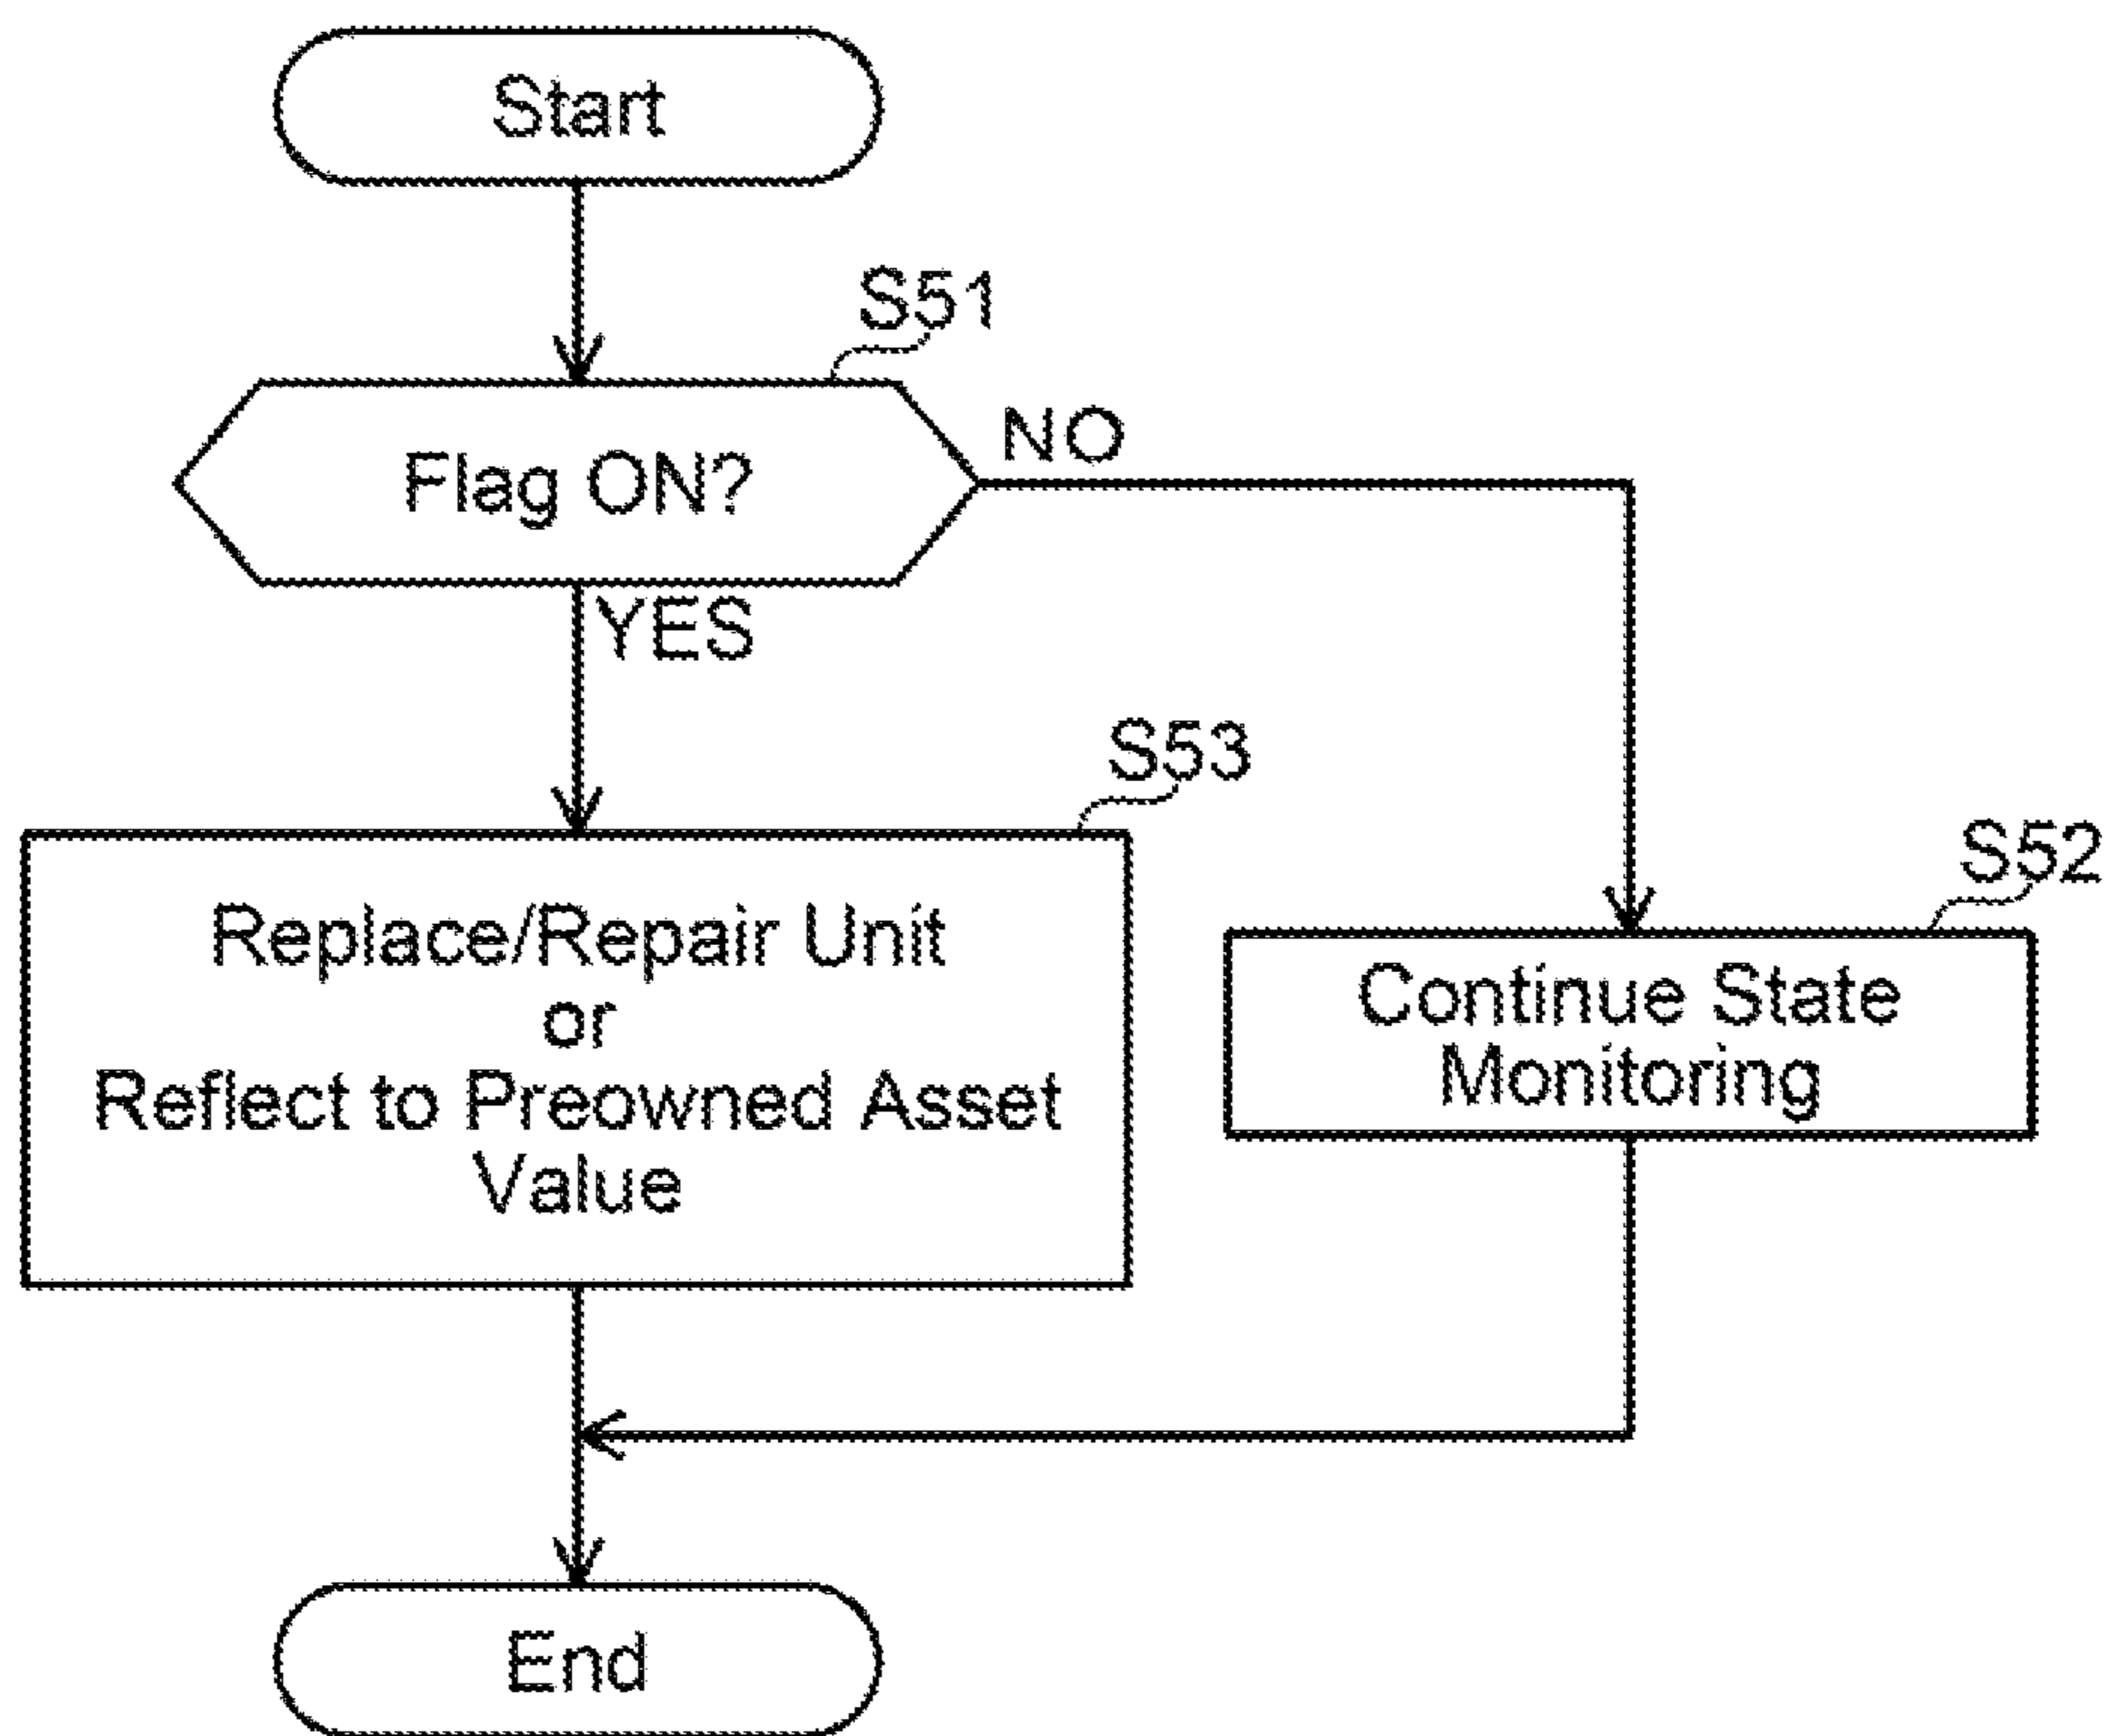 Start
S51
Flag ON?
NO
YES
S53
Replace/Repair Unit
or
Reflect to Preowned Asset
Value
S52
Continue State
Monitoring
End